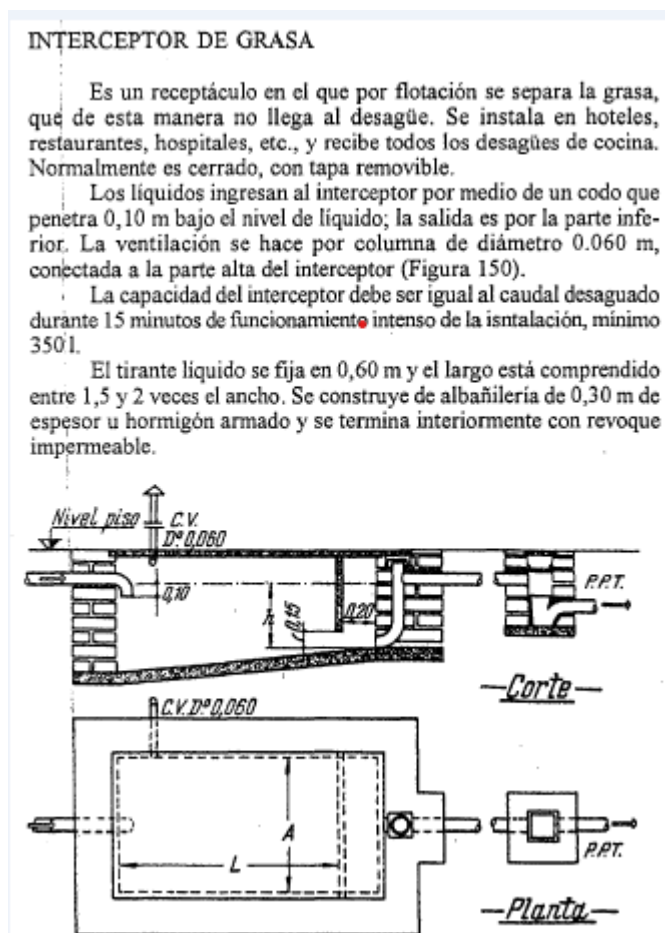 INTERCEPTOR DE GRASA
Es un receptáculo en el que por flotación se separa la grasa,
que de esta manera no llega al desagüe. Se instala en hoteles,
restaurantes, hospitales, etc., y recibe todos los desagües de cocina.
Normalmente es cerrado, con tapa removible.
Los líquidos ingresan al interceptor por medio de un codo que
penetra 0,10 m bajo el nivel de líquido; la salida es por la parte infe-
rior. La ventilación se hace por columna de diámetro 0.060 m,
conectada a la parte alta del interceptor (Figura 150).
La capacidad del interceptor debe ser igual al caudal desaguado
durante 15 minutos de funcionamiento intenso de la isntalación, mínimo
350 l.
El tirante líquido se fija en 0,60 m y el largo está comprendido
entre 1,5 y 2 veces el ancho. Se construye de albañilería de 0,30 m de
espesor u hormigón armado y se termina interiormente con revoque
impermeable.
Nivel piso
C.V.
Dº 0,060
0,10
h
0,15
0,20
P.P.T.
Corte
C.V. Dº 0,060
A
L
P.P.T.
Planta